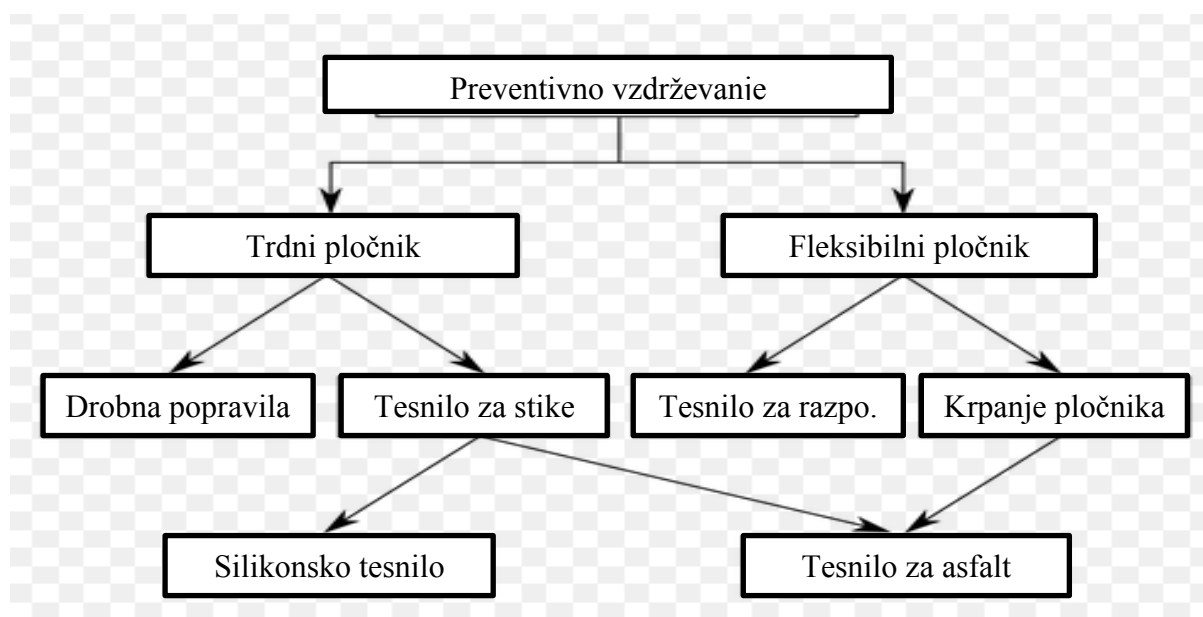 Preventivno vzdrževanje
Trdni pločnik
Fleksibilni pločnik
Drobna popravila
Tesnilo za stike
Tesnilo za razpo.
Krpanje pločnika
Silikonsko tesnilo
Tesnilo za asfalt